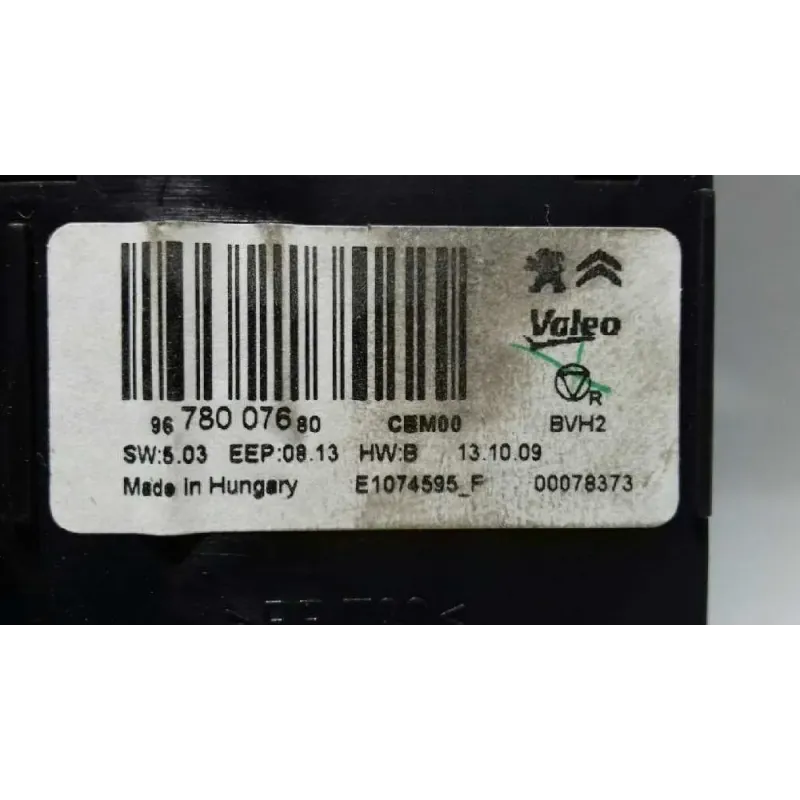 Valeo
R
96 780 076 80 CEM00 BVH2
SW:5.03 EEP:08.13 HW:B 13.10.09
Made in Hungary E1074595_F 00078373